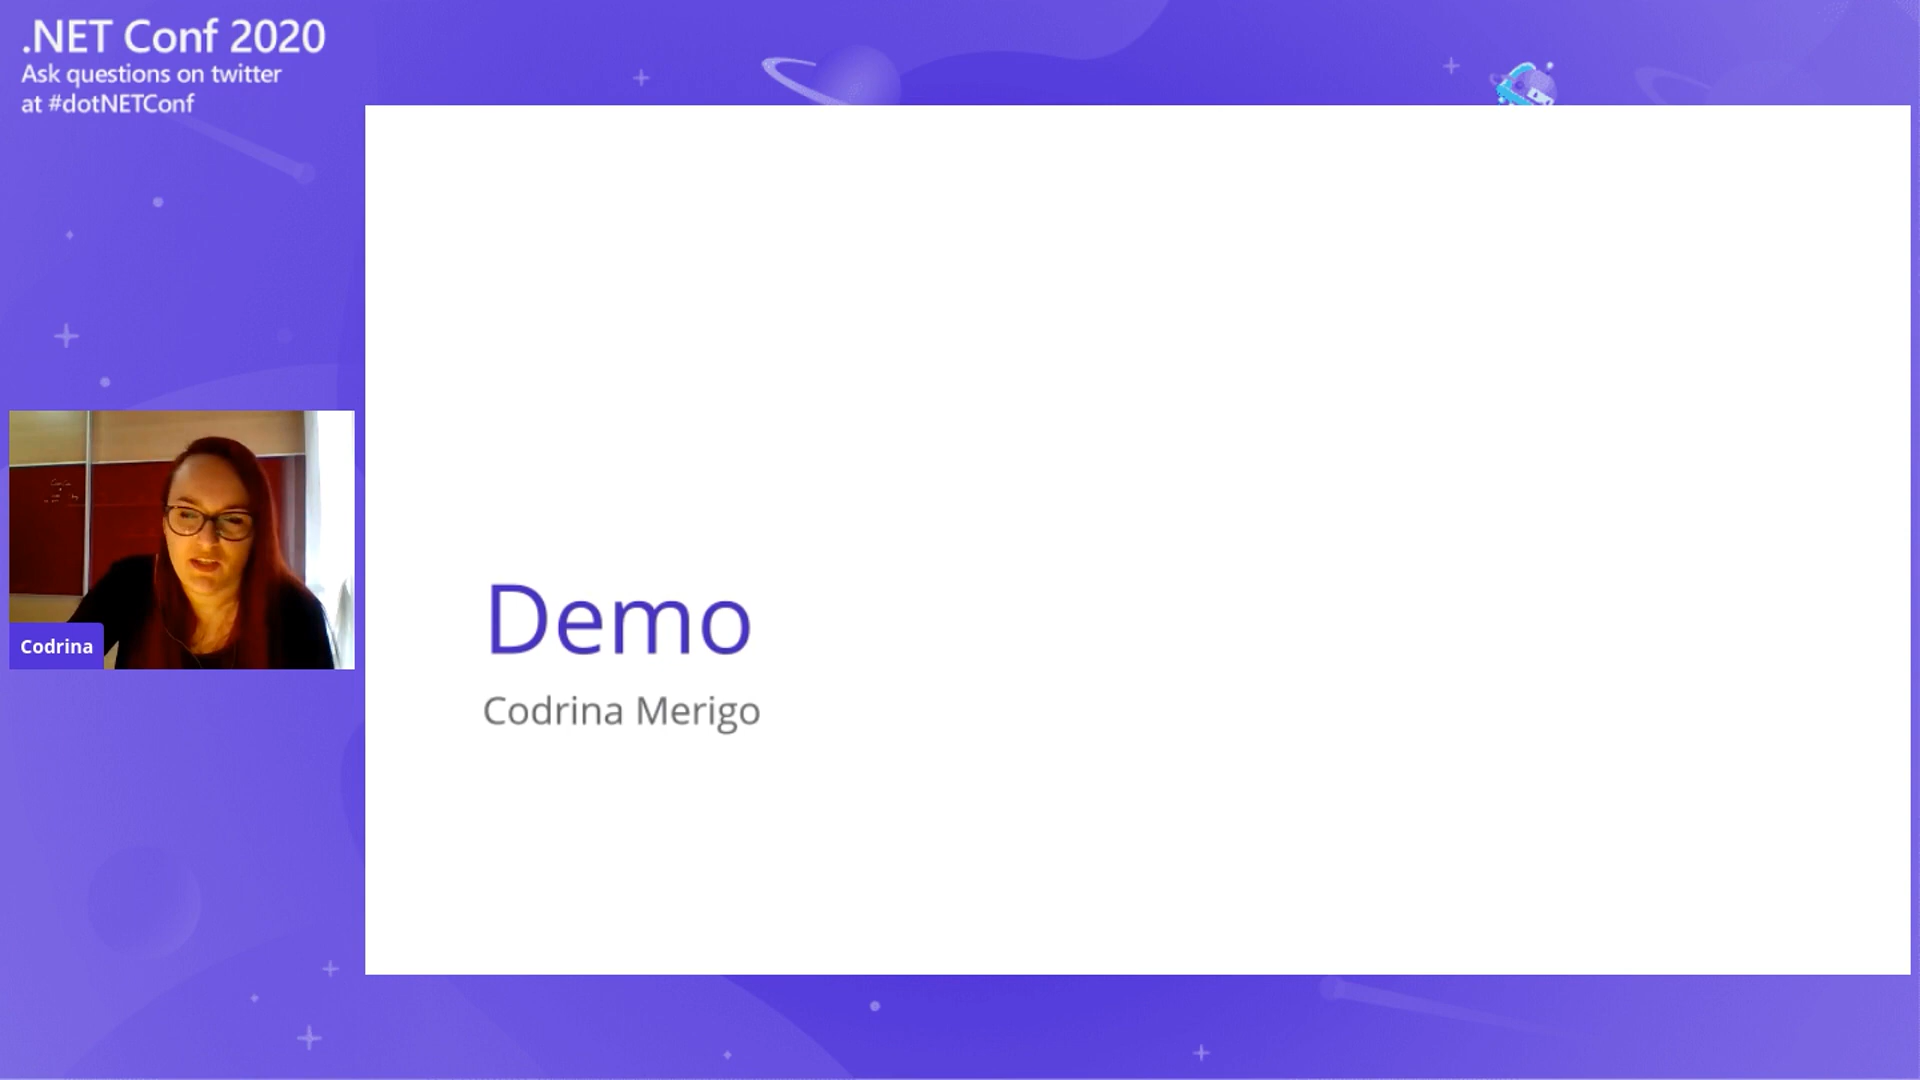 .NET Conf 2020
Ask questions on twitter
at #dotNETConf
Codrina
Demo
Codrina Merigo